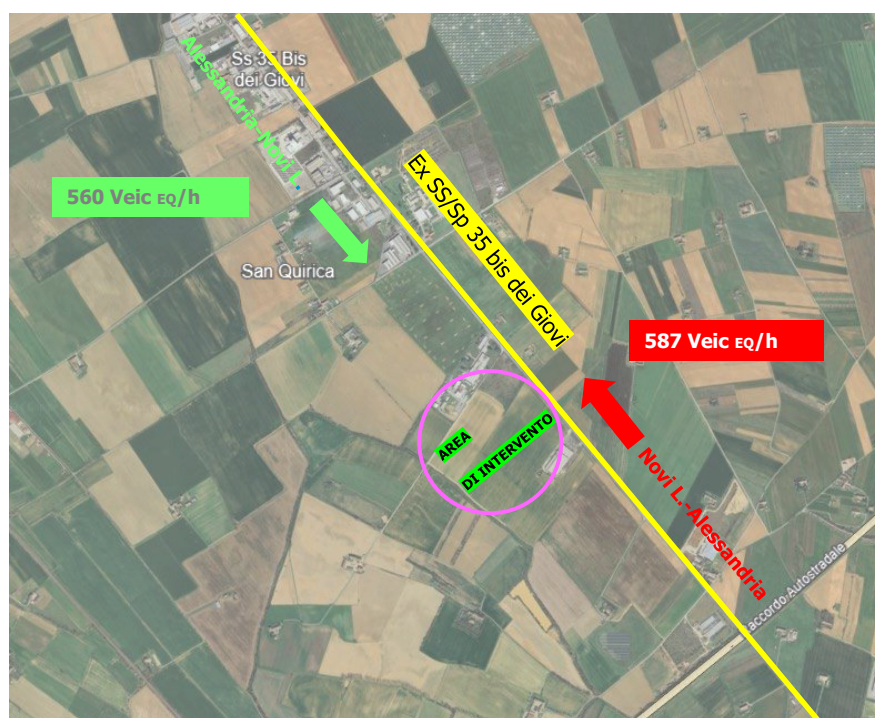 Ss 35 Bis
dei Giovi
Alessandria-Novi L.
560 Veic EQ/h
Ex SS/Sp 35 bis dei Giovi
San Quirica
587 Veic EQ/h
AREA
DI INTERVENTO
Novi L.-Alessandria
Raccordo Autostradale